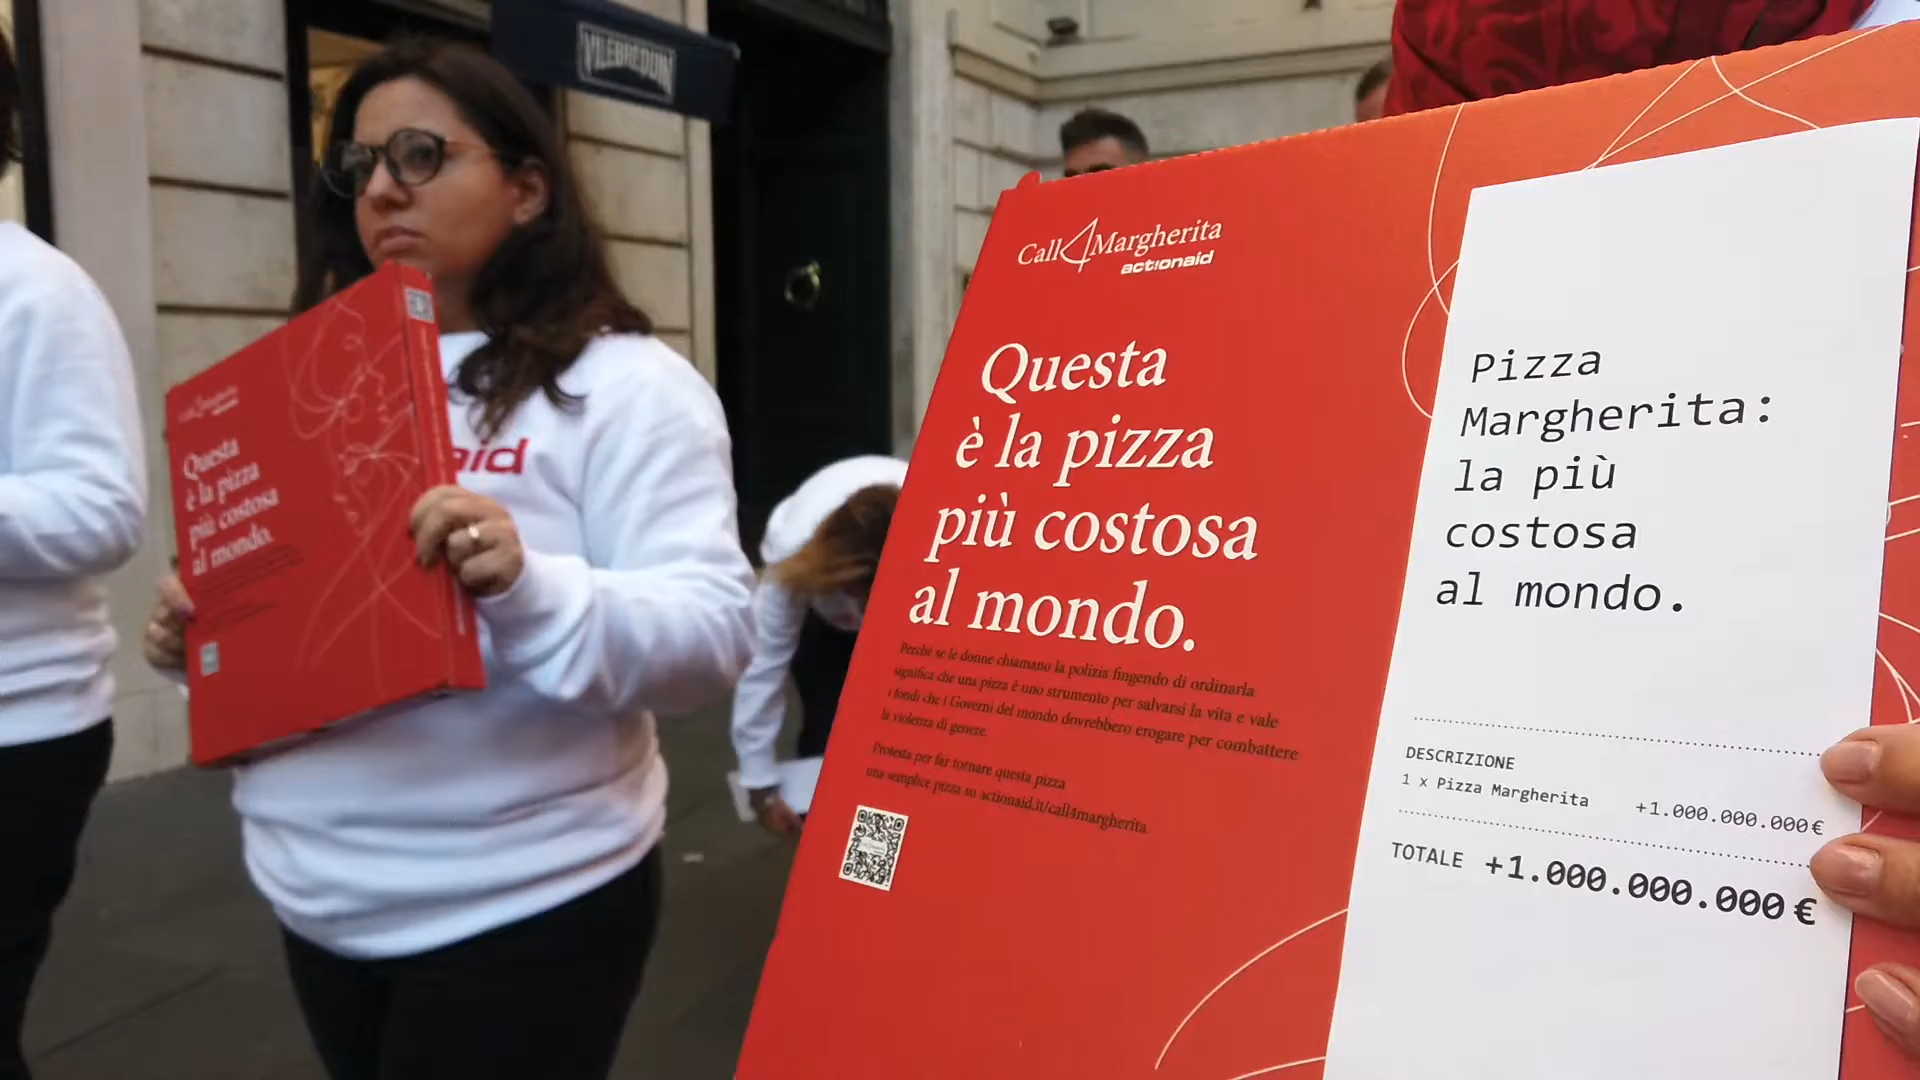 VILEBREQUIN
Call4Margherita
actionaid
Questa
è la pizza
più costosa
al mondo.
aid
Call4Margherita
actionaid
Questa
è la pizza
più costosa
al mondo.
Perché se le donne chiamano la polizia fingendo di ordinarla
significa che una pizza è uno strumento per salvarsi la vita e vale
i fondi che i Governi del mondo dovrebbero erogare per combattere
la violenza di genere.
Protesta per far tornare questa pizza
una semplice pizza su actionaid.it/call4margherita
Pizza
Margherita:
la più
costosa
al mondo.
DESCRIZIONE
1 x Pizza Margherita +1.000.000.000€
TOTALE +1.000.000.000€